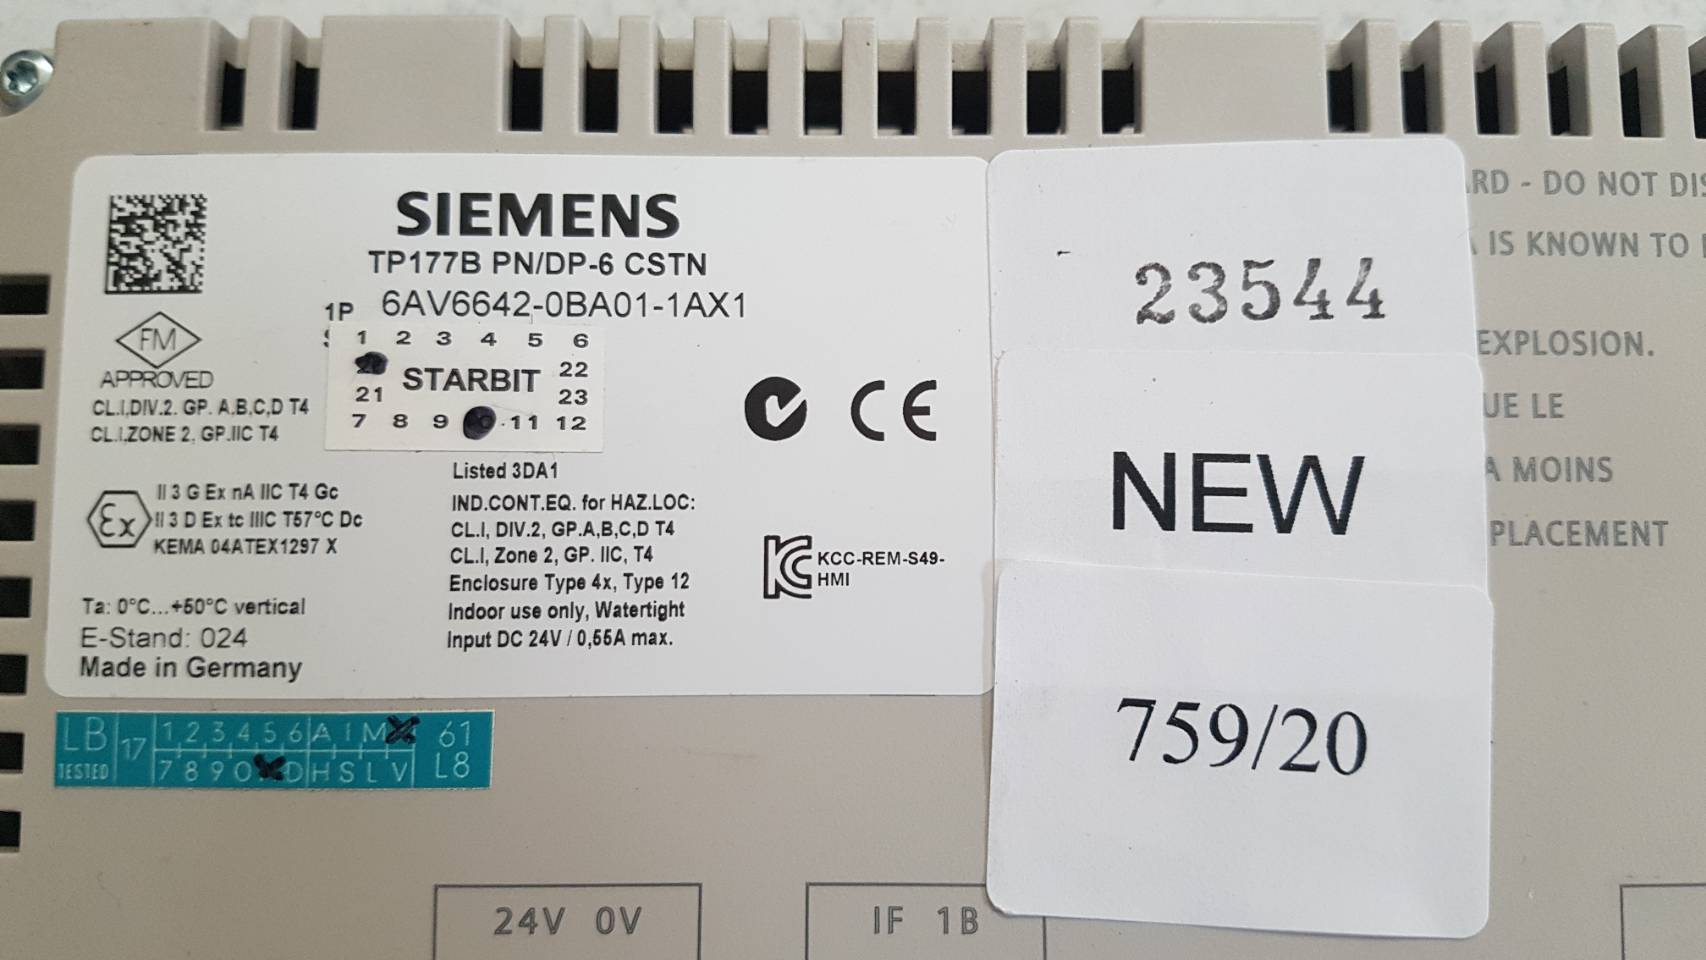 SIEMENS
TP177B PN/DP-6 CSTN
1P 6AV6642-0BA01-1AX1
1 2 3 4 5 6
20 STARBIT 22
21 23
7 8 9 11 12
FM
APPROVED
CL.I,DIV.2. GP. A,B,C,D T4
CL.I,ZONE 2, GP.IIC T4
Ex
II 3 G Ex nA IIC T4 Gc
II 3 D Ex tc IIIC T57°C Dc
KEMA 04ATEX1297 X
Ta: 0°C...+50°C vertical
E-Stand: 024
Made in Germany
Listed 3DA1
IND.CONT.EQ. for HAZ.LOC:
CL.I, DIV.2, GP.A,B,C,D T4
CL.I, Zone 2, GP. IIC, T4
Enclosure Type 4x, Type 12
Indoor use only, Watertight
Input DC 24V / 0,55A max.
CE
KCC-REM-S49-
HMI
23544
NEW
759/20
RD - DO NOT DIS
IS KNOWN TO
EXPLOSION.
UE LE
A MOINS
PLACEMENT
LB 17 1 2 3 4 5 6 A I M 61
TESTED 7 8 9 0 D H S L V L8
24V 0V
IF 1B